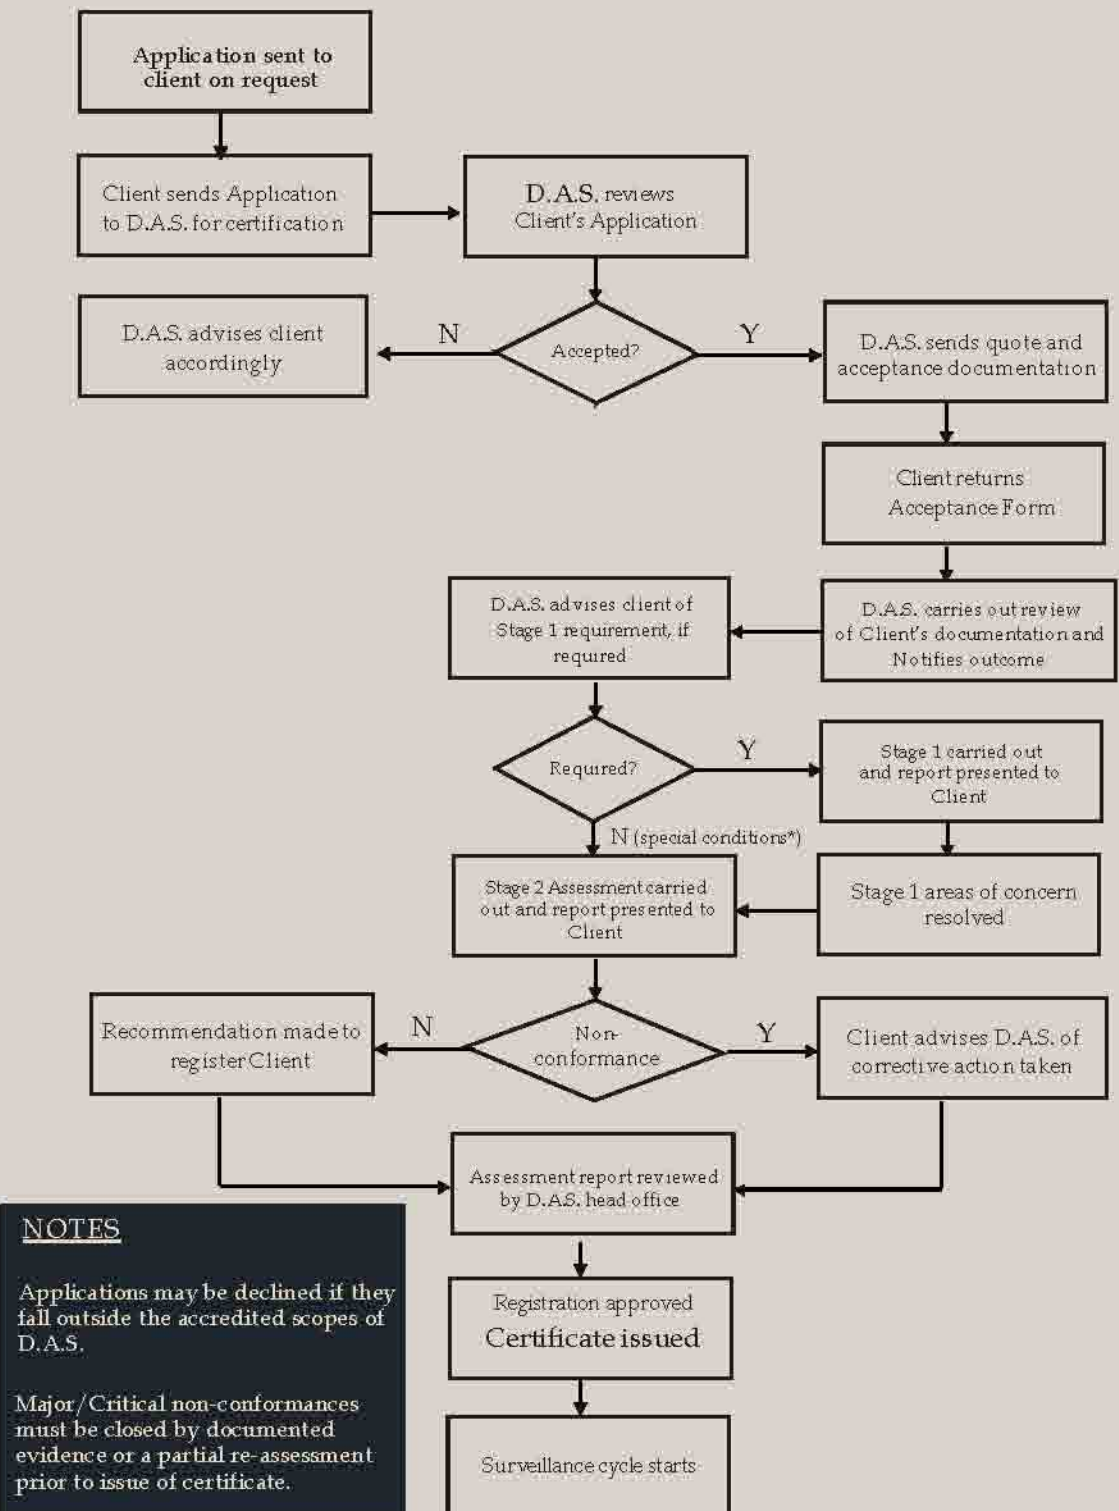 Application sent to
client on request
Client sends Application
to D.A.S. for certification
D.A.S. reviews
Client's Application
D.A.S. advises client
accordingly
N
Accepted?
Y
D.A.S. sends quote and
acceptance documentation
Client returns
Acceptance Form
D.A.S. carries out review
of Client's documentation and
Notifies outcome
D.A.S. advises client of
Stage 1 requirement, if
required
Required?
Y
Stage 1 carried out
and report presented to
Client
N (special conditions*)
Stage 1 areas of concern
resolved
Stage 2 Assessment carried
out and report presented to
Client
Non-
conformance
N
Recommendation made to
register Client
Y
Client advises D.A.S. of
corrective action taken
Assessment report reviewed
by D.A.S. head office
Registration approved
Certificate issued
Surveillance cycle starts
NOTES
Applications may be declined if they
fall outside the accredited scopes of
D.A.S.
Major/Critical non-conformances
must be closed by documented
evidence or a partial re-assessment
prior to issue of certificate.